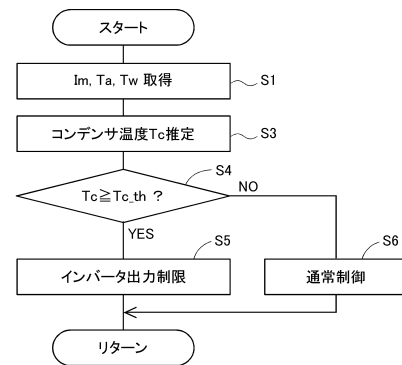 スタート
Im, Ta, Tw 取得
S1
コンデンサ温度Tc推定
S3
S4
Tc≧Tc_th ?
NO
YES
S5
インバータ出力制限
S6
通常制御
リターン